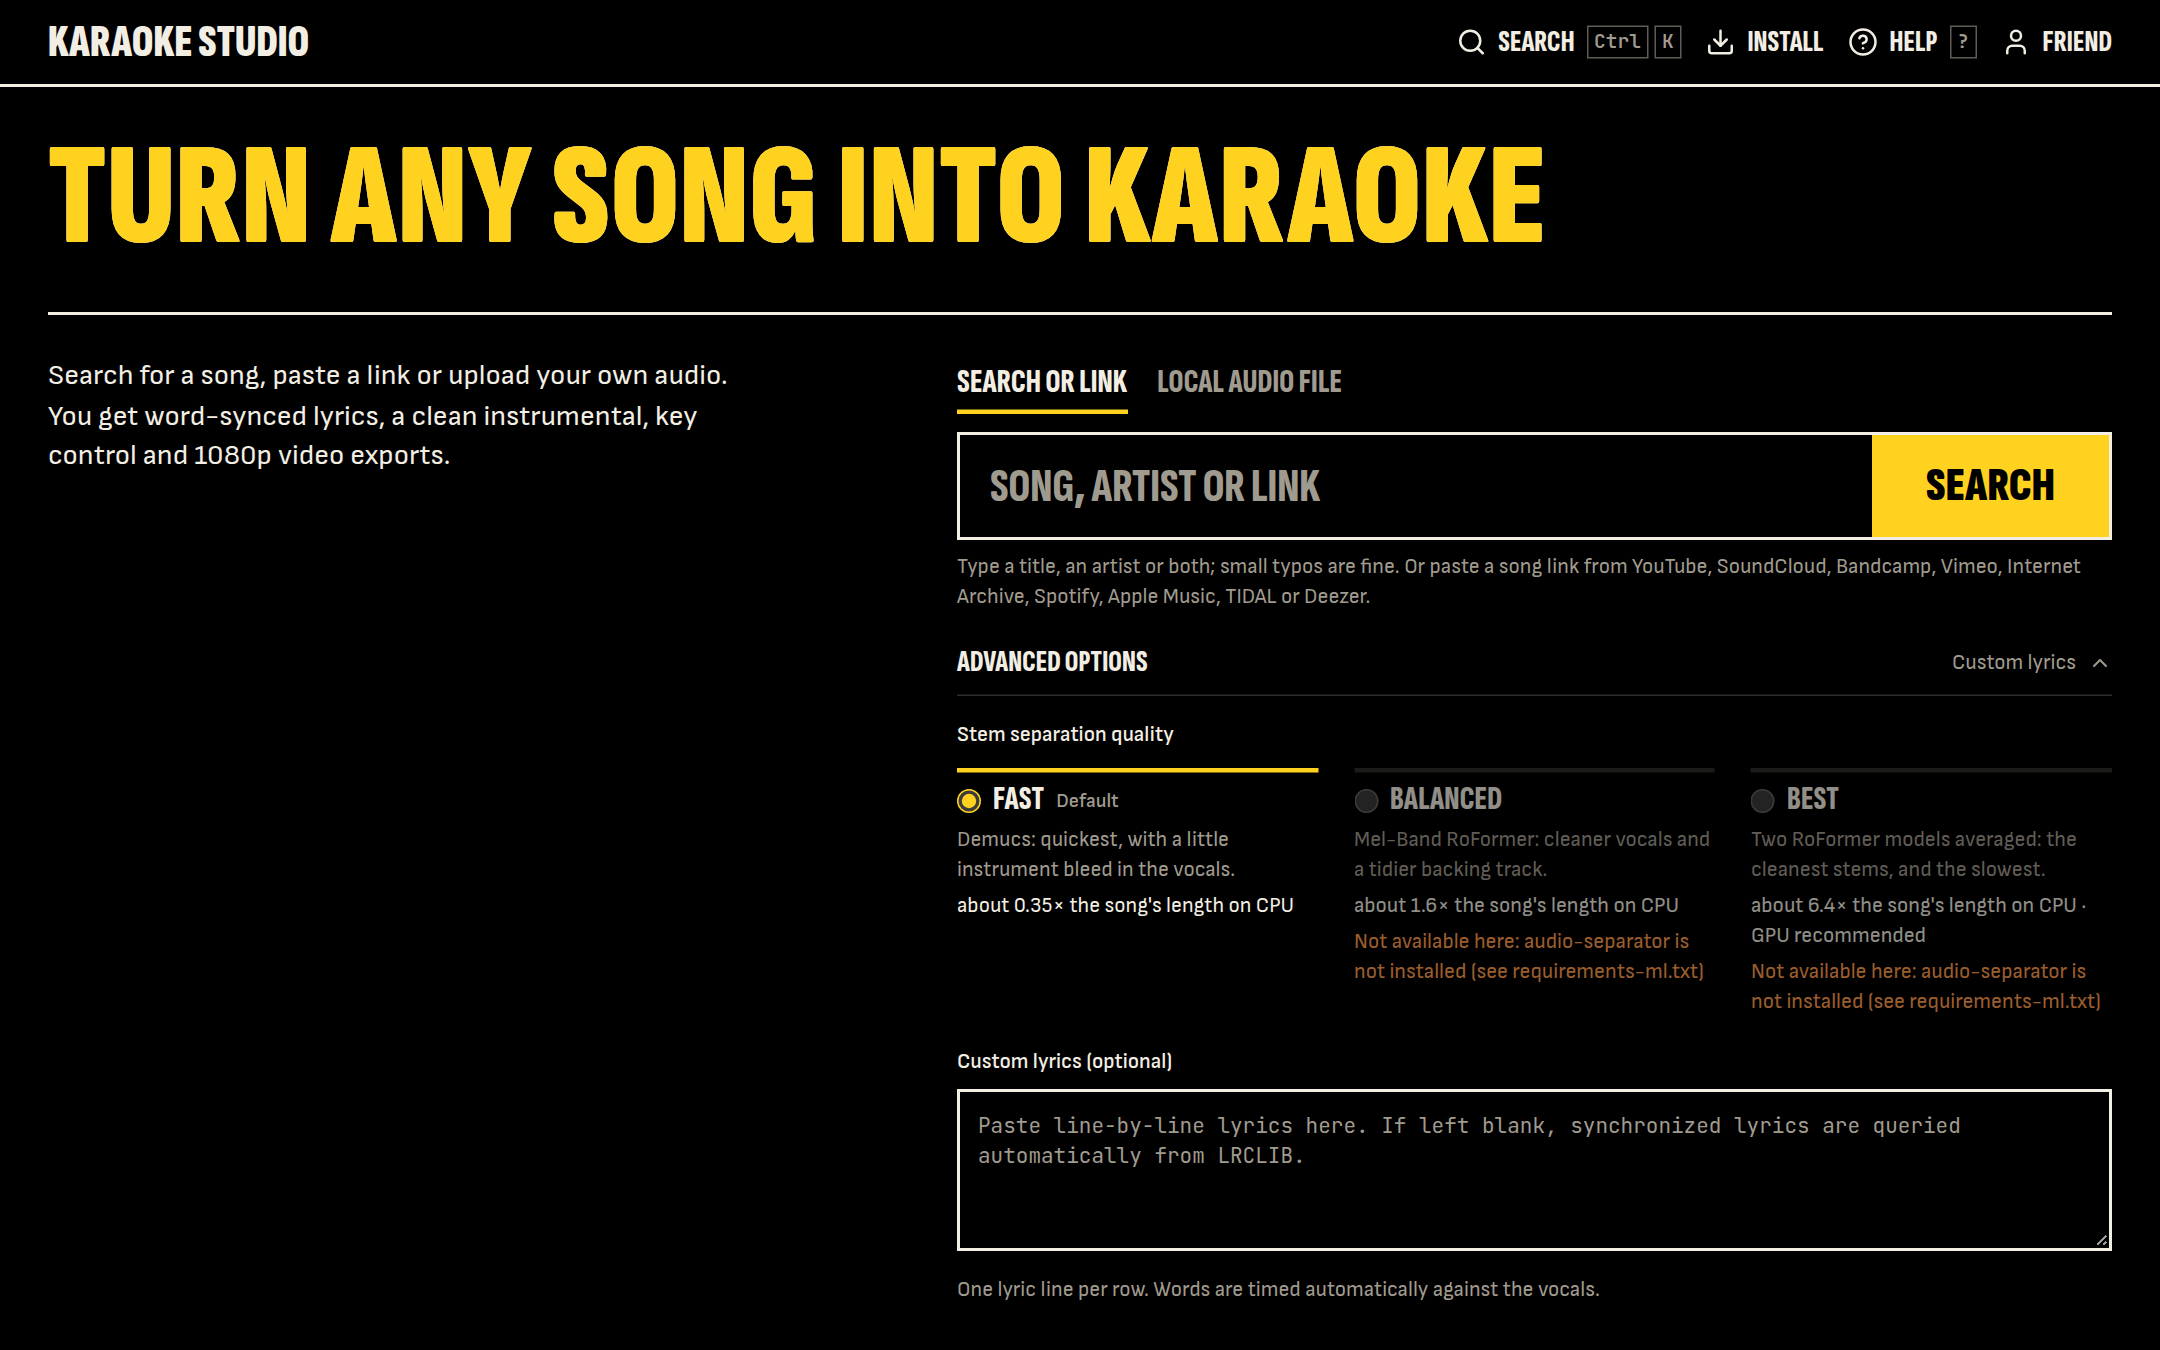 KARAOKE STUDIO
SEARCH Ctrl K INSTALL HELP ? FRIEND
TURN ANY SONG INTO KARAOKE
Search for a song, paste a link or upload your own audio.
You get word-synced lyrics, a clean instrumental, key
control and 1080p video exports.
SEARCH OR LINK LOCAL AUDIO FILE
SONG, ARTIST OR LINK SEARCH
Type a title, an artist or both; small typos are fine. Or paste a song link from YouTube, SoundCloud, Bandcamp, Vimeo, Internet
Archive, Spotify, Apple Music, TIDAL or Deezer.
ADVANCED OPTIONS Custom lyrics
Stem separation quality
FAST Default
Demucs: quickest, with a little
instrument bleed in the vocals.
about 0.35× the song's length on CPU
BALANCED
Mel-Band RoFormer: cleaner vocals and
a tidier backing track.
about 1.6× the song's length on CPU
Not available here: audio-separator is
not installed (see requirements-ml.txt)
BEST
Two RoFormer models averaged: the
cleanest stems, and the slowest.
about 6.4× the song's length on CPU ·
GPU recommended
Not available here: audio-separator is
not installed (see requirements-ml.txt)
Custom lyrics (optional)
Paste line-by-line lyrics here. If left blank, synchronized lyrics are queried
automatically from LRCLIB.
One lyric line per row. Words are timed automatically against the vocals.